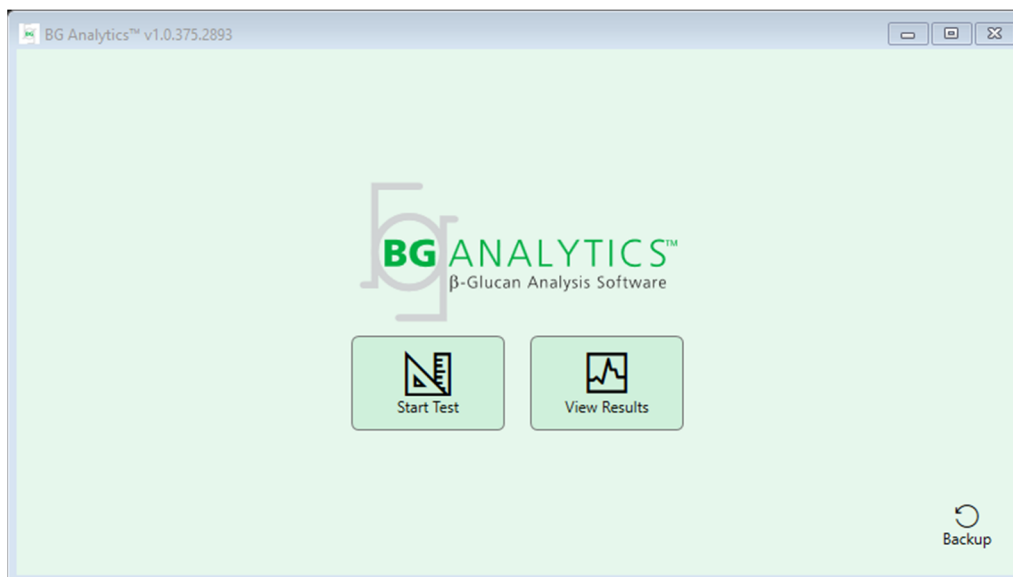 BG Analytics™ v1.0.375.2893
BG ANALYTICS™
β-Glucan Analysis Software
Start Test
View Results
Backup